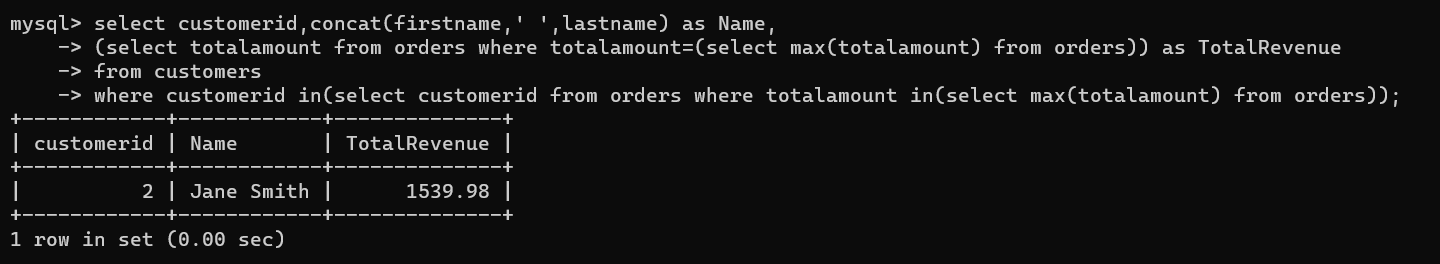 mysql> select customerid,concat(firstname,' ',lastname) as Name,
    -> (select totalamount from orders where totalamount=(select max(totalamount) from orders)) as TotalRevenue
    -> from customers
    -> where customerid in(select customerid from orders where totalamount in(select max(totalamount) from orders));
+------------+------------+--------------+
| customerid | Name       | TotalRevenue |
+------------+------------+--------------+
|          2 | Jane Smith |      1539.98 |
+------------+------------+--------------+
1 row in set (0.00 sec)